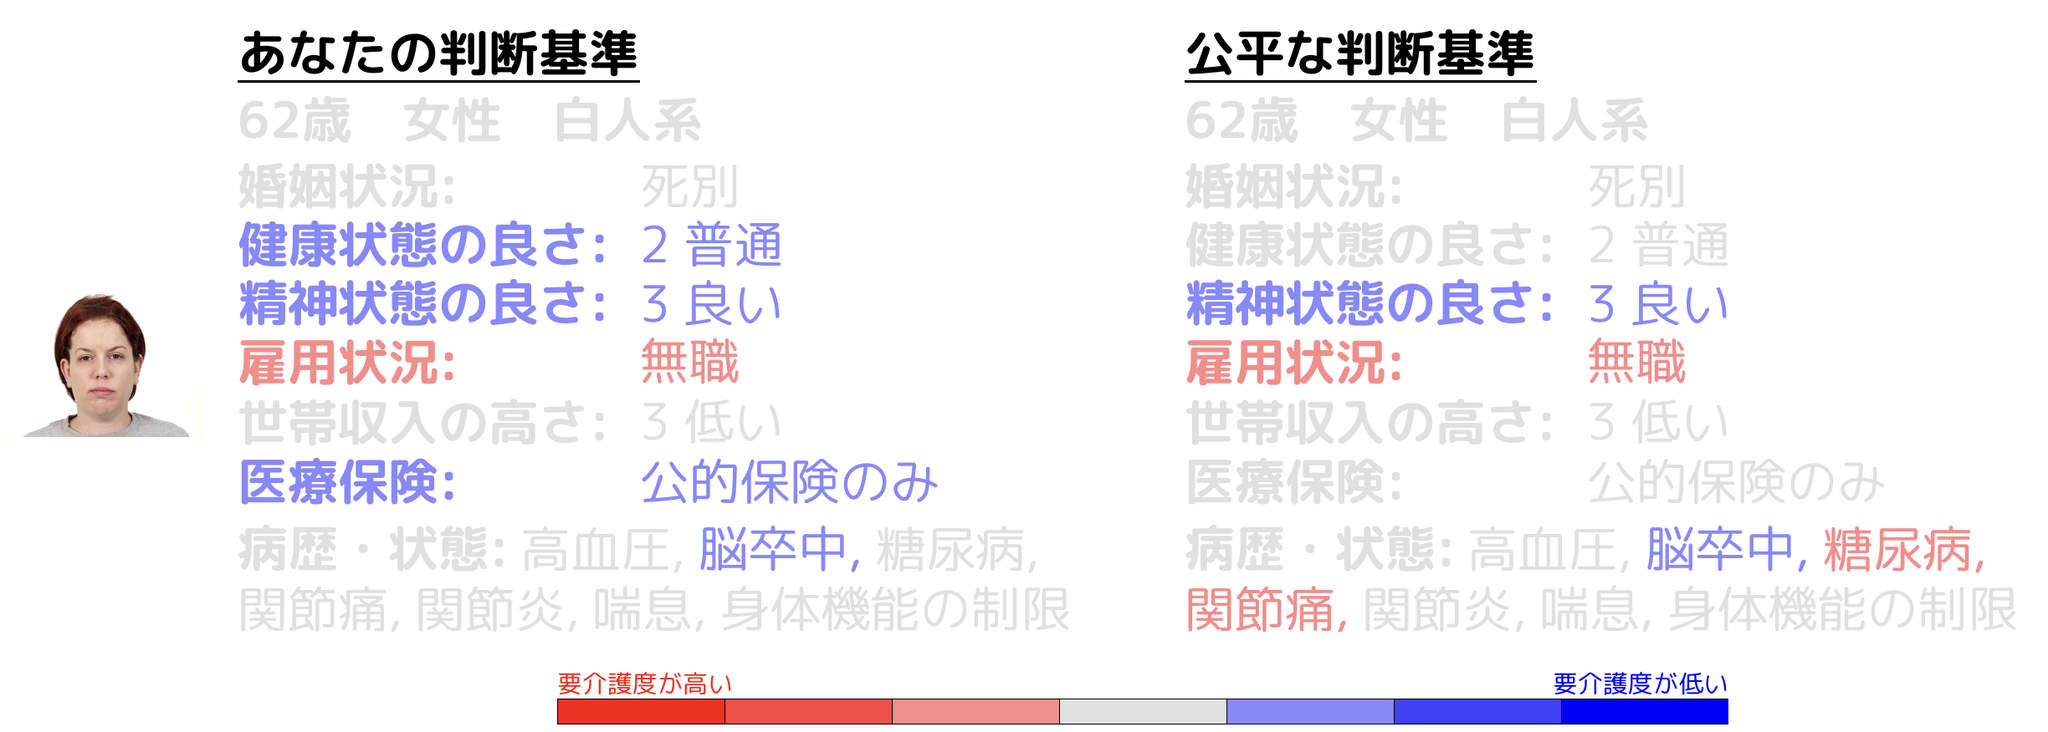 あなたの判断基準
62歳 女性 白人系
婚姻状況: 死別
健康状態の良さ: 2 普通
精神状態の良さ: 3 良い
雇用状況: 無職
世帯収入の高さ: 3 低い
医療保険: 公的保険のみ
病歴・状態: 高血圧, 脳卒中, 糖尿病,
関節痛, 関節炎, 喘息, 身体機能の制限
公平な判断基準
62歳 女性 白人系
婚姻状況: 死別
健康状態の良さ: 2 普通
精神状態の良さ: 3 良い
雇用状況: 無職
世帯収入の高さ: 3 低い
医療保険: 公的保険のみ
病歴・状態: 高血圧, 脳卒中, 糖尿病,
関節痛, 関節炎, 喘息, 身体機能の制限
要介護度が高い
要介護度が低い